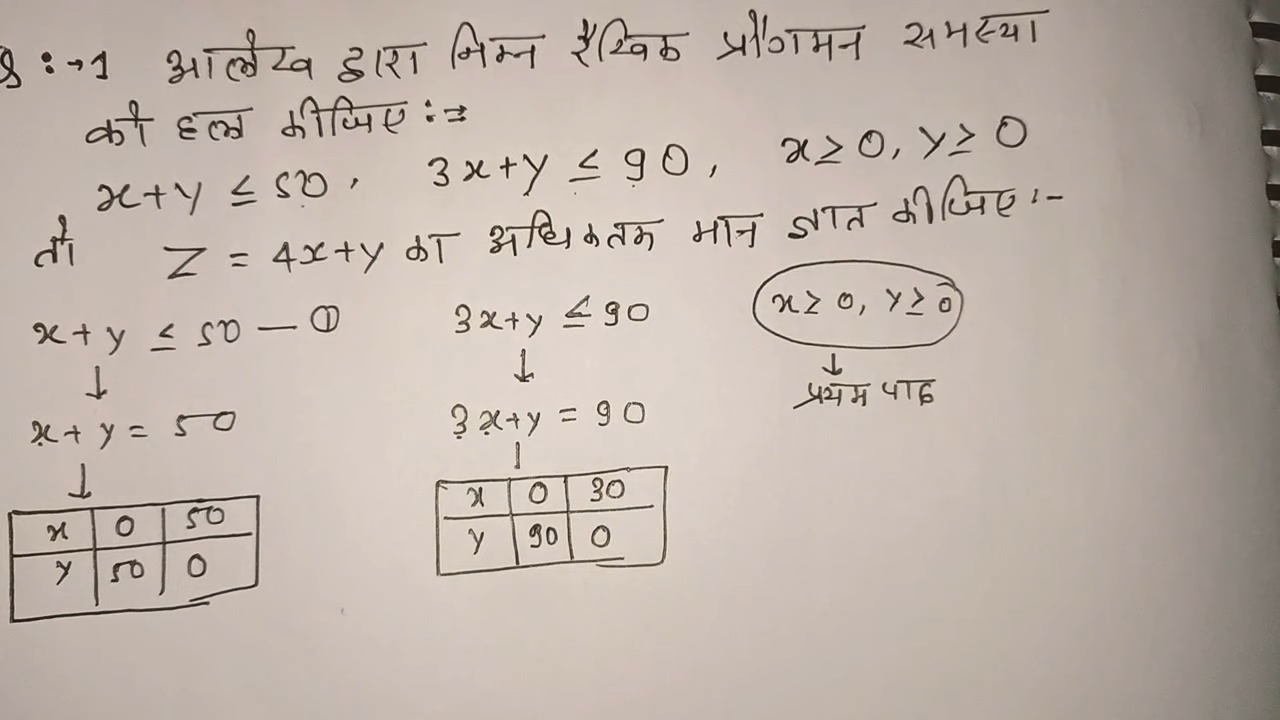 Q :→1 आलेख द्वारा निम्न रैखिक प्रोगामन समस्या
को हल कीजिए :→
x+y ≤ 50, 3x+y ≤ 90, x≥0, y≥0
तो Z = 4x+y का अधिकतम मान ज्ञात कीजिए :-
x+y ≤ 50 — ① 3x+y ≤ 90 x≥0, y≥0
↓ ↓ ↓
x+y = 50 3x+y = 90 प्रथम पाद
↓
x 0 50 x 0 30
y 50 0 y 90 0